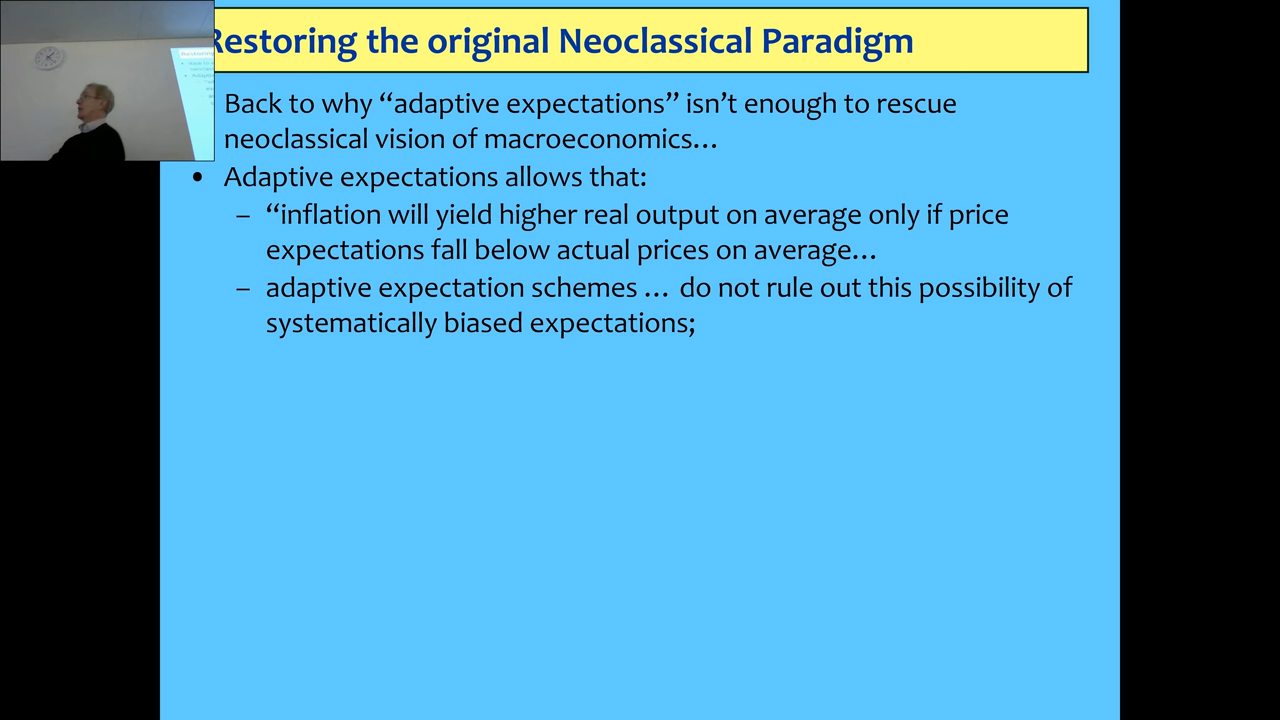 Restoring the original Neoclassical Paradigm
Back to why “adaptive expectations” isn’t enough to rescue
neoclassical vision of macroeconomics…
• Adaptive expectations allows that:
– “inflation will yield higher real output on average only if price
expectations fall below actual prices on average…
– adaptive expectation schemes … do not rule out this possibility of
systematically biased expectations;